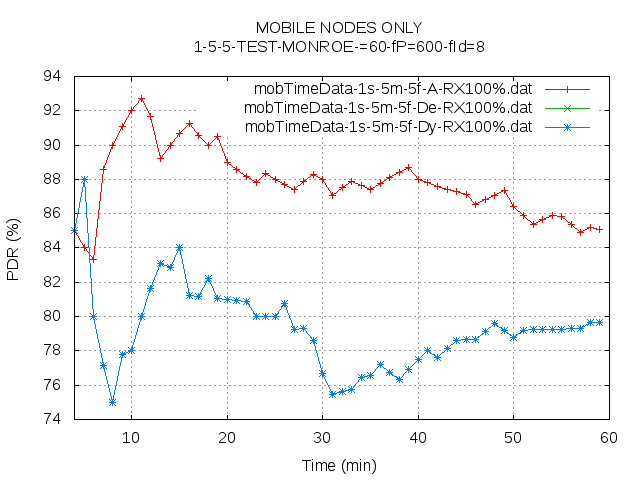 MOBILE NODES ONLY
1-5-5-TEST-MONROE-=60-fP=600-fId=8
mobTimeData-1s-5m-5f-A-RX100%.dat
mobTimeData-1s-5m-5f-De-RX100%.dat
mobTimeData-1s-5m-5f-Dy-RX100%.dat
94
92
90
88
86
84
82
80
78
76
74
PDR (%)
10 20 30 40 50 60
Time (min)